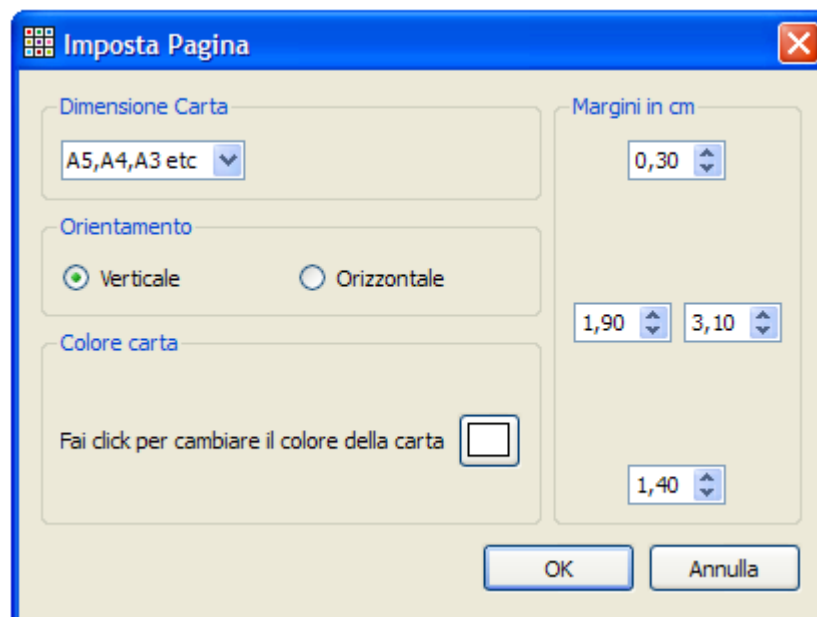 Imposta Pagina
Dimensione Carta
A5,A4,A3 etc
Orientamento
Verticale
Orizzontale
Colore carta
Fai click per cambiare il colore della carta
Margini in cm
0,30
1,90
3,10
1,40
OK
Annulla